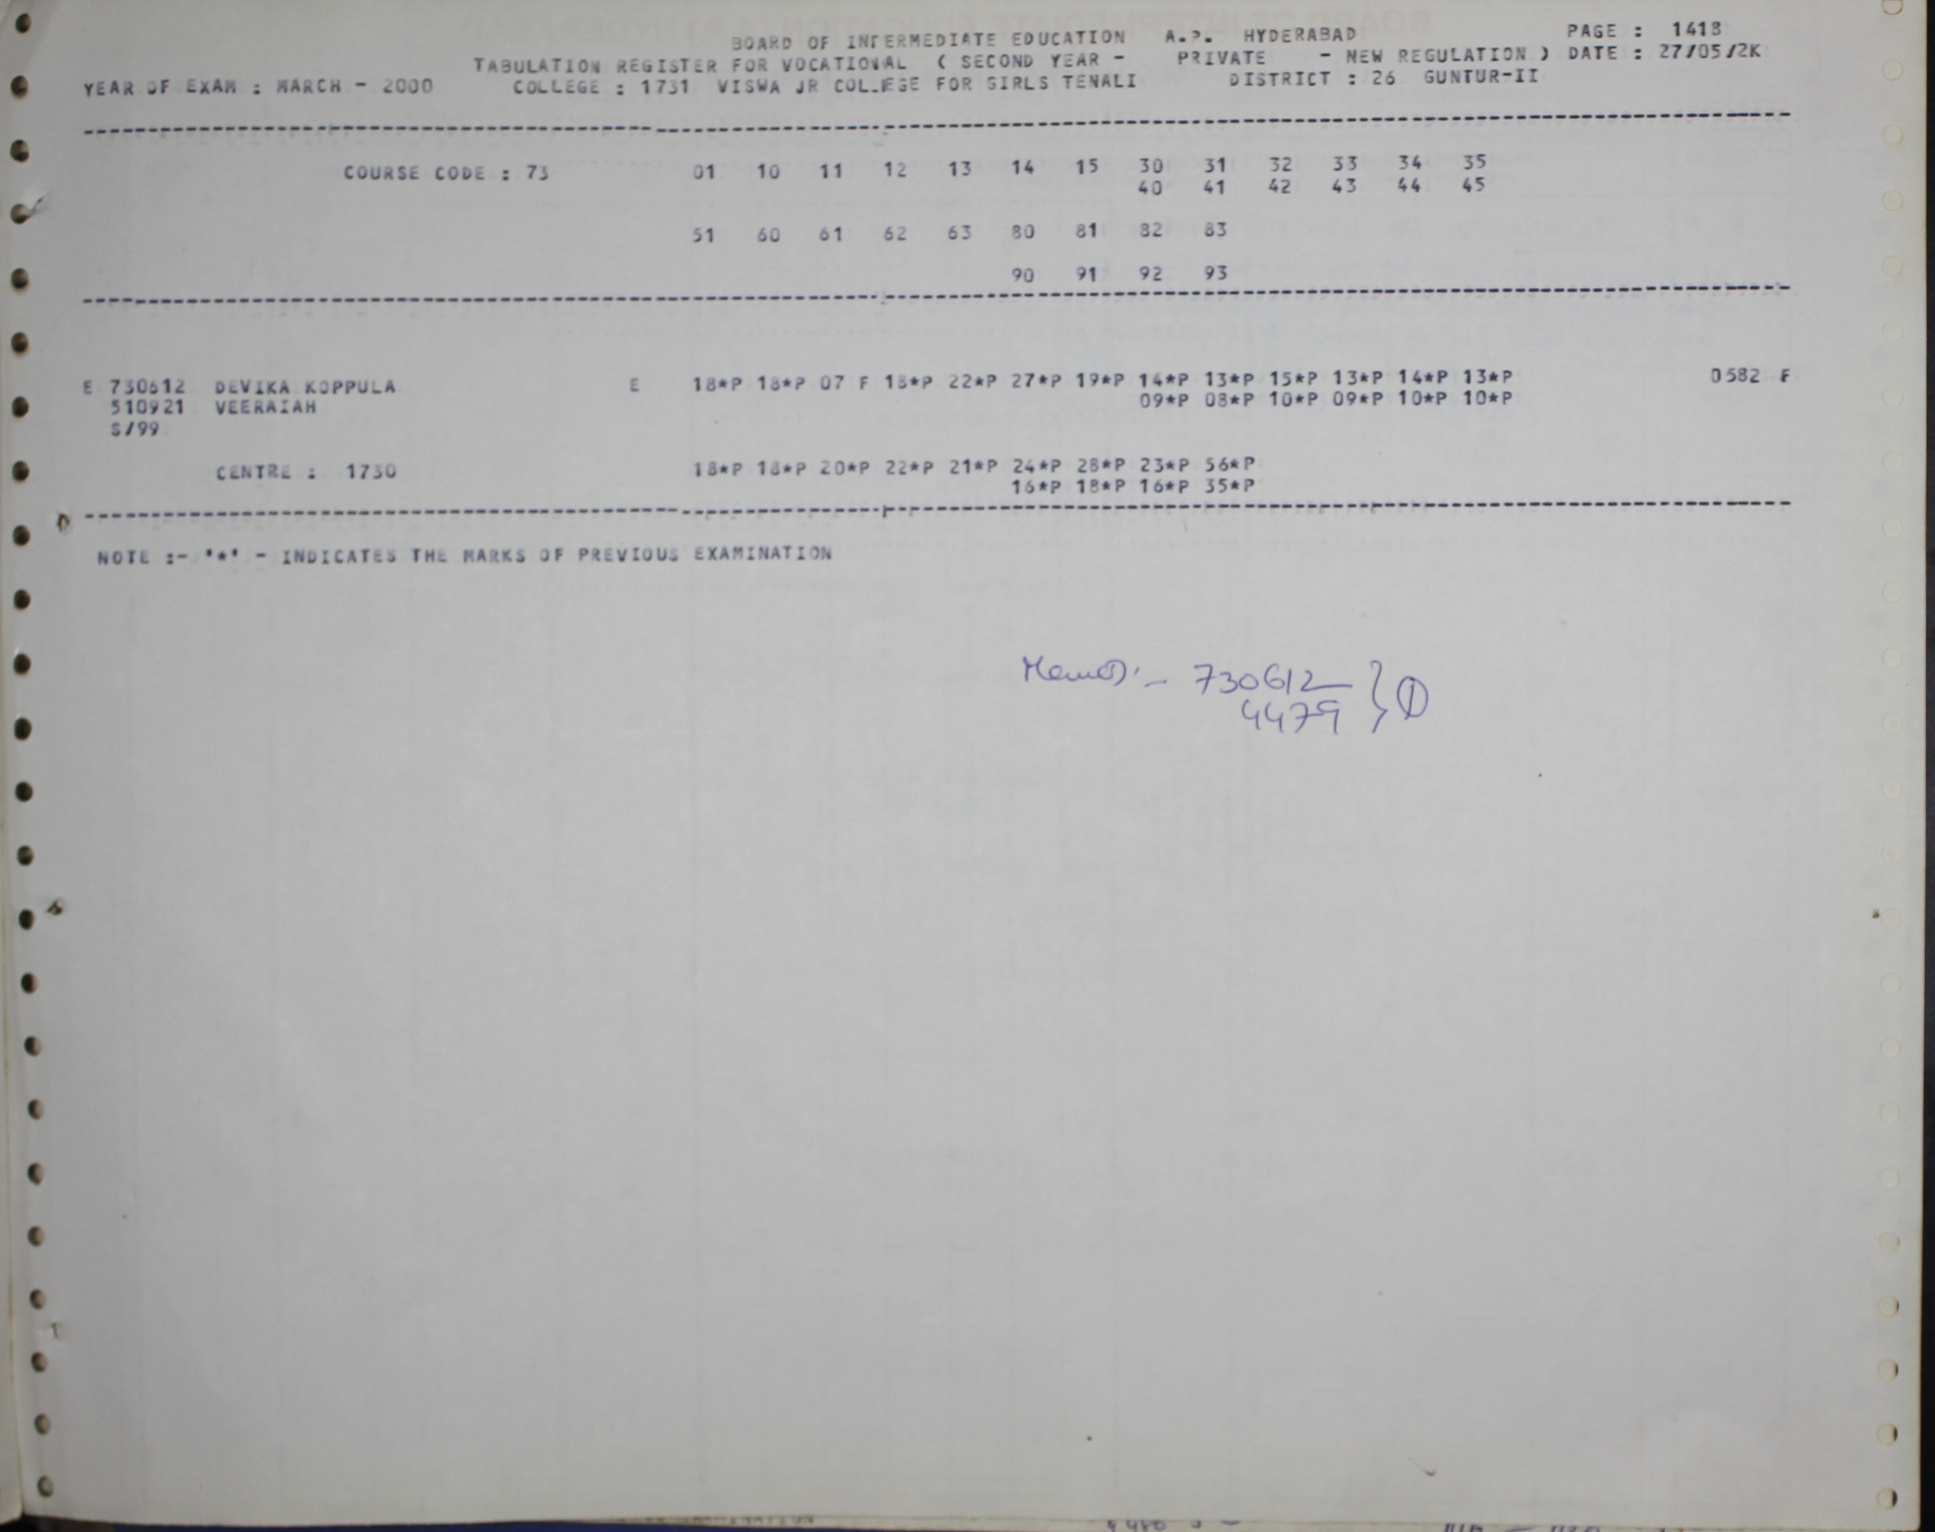 BOARD OF INTERMEDIATE EDUCATION A.P. HYDERABAD PAGE : 1418
TABULATION REGISTER FOR VOCATIONAL ( SECOND YEAR - PRIVATE - NEW REGULATION ) DATE : 27/05/2K
YEAR OF EXAM : MARCH - 2000 COLLEGE : 1731 VISWA JR COLLEGE FOR GIRLS TENALI DISTRICT : 26 GUNTUR-II
COURSE CODE : 73 01 10 11 12 13 14 15 30 31 32 33 34 35
40 41 42 43 44 45
51 60 61 62 63 80 81 82 83
90 91 92 93
E 730612 DEVIKA KOPPULA E 18*P 18*P 07 F 18*P 22*P 27*P 19*P 14*P 13*P 15*P 13*P 14*P 13*P 0582 F
510921 VEERAIAH 09*P 08*P 10*P 09*P 10*P 10*P
S/99
CENTRE : 1730 18*P 18*P 20*P 22*P 21*P 24*P 28*P 23*P 56*P
16*P 18*P 16*P 35*P
NOTE :- '*' - INDICATES THE MARKS OF PREVIOUS EXAMINATION
730612 } 1
4479